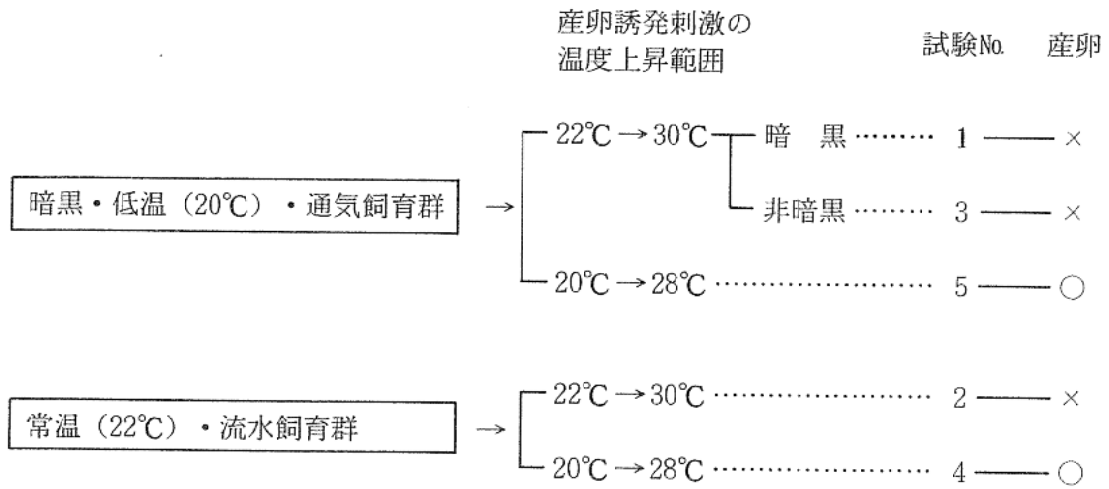 産卵誘発刺激の
温度上昇範囲
試験№ 産卵
22℃→30℃ 暗 黒 ……… 1 ── ×
暗黒・低温（20℃）・通気飼育群 →
非暗黒 ……… 3 ── ×
20℃→28℃ …………………… 5 ── ○
22℃→30℃ …………………… 2 ── ×
常温（22℃）・流水飼育群 →
20℃→28℃ …………………… 4 ── ○